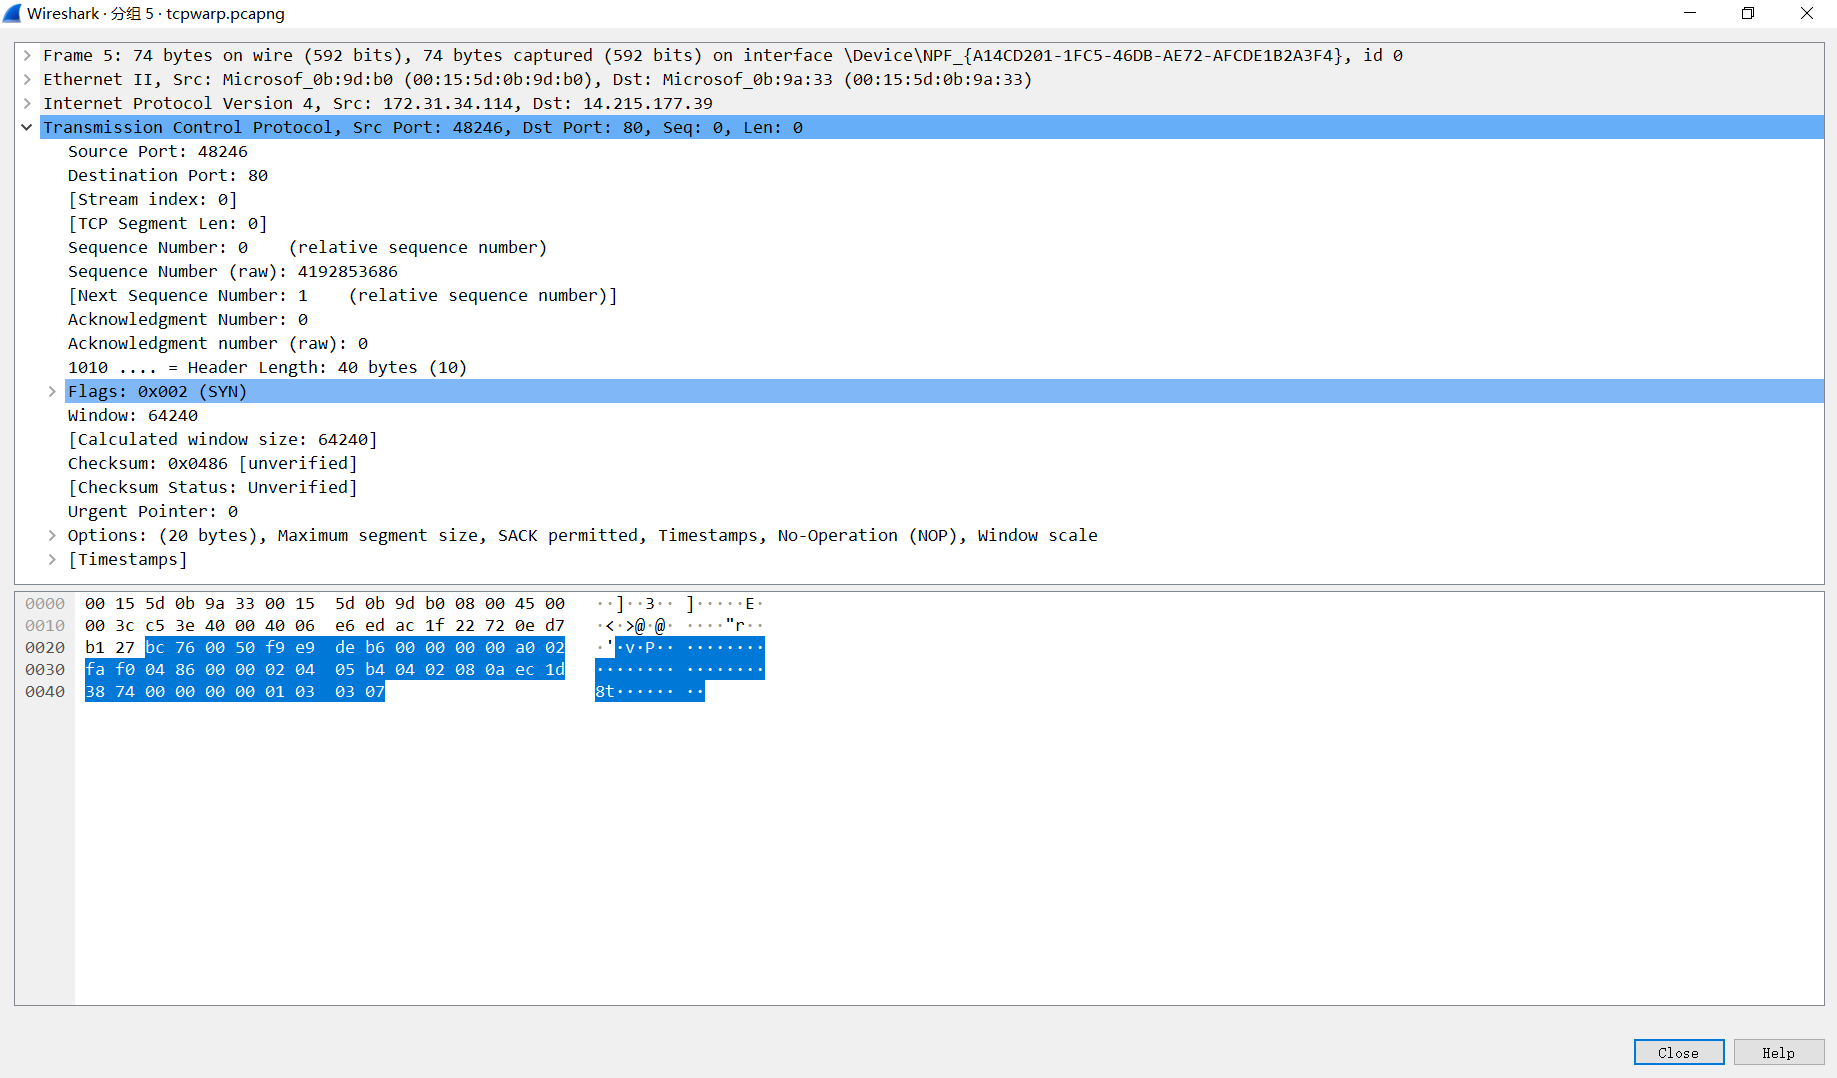 Wireshark · 分组 5 · tcpwarp.pcapng
Frame 5: 74 bytes on wire (592 bits), 74 bytes captured (592 bits) on interface \Device\NPF_{A14CD201-1FC5-46DB-AE72-AFCDE1B2A3F4}, id 0
Ethernet II, Src: Microsof_0b:9d:b0 (00:15:5d:0b:9d:b0), Dst: Microsof_0b:9a:33 (00:15:5d:0b:9a:33)
Internet Protocol Version 4, Src: 172.31.34.114, Dst: 14.215.177.39
Transmission Control Protocol, Src Port: 48246, Dst Port: 80, Seq: 0, Len: 0
Source Port: 48246
Destination Port: 80
[Stream index: 0]
[TCP Segment Len: 0]
Sequence Number: 0    (relative sequence number)
Sequence Number (raw): 4192853686
[Next Sequence Number: 1    (relative sequence number)]
Acknowledgment Number: 0
Acknowledgment number (raw): 0
1010 .... = Header Length: 40 bytes (10)
Flags: 0x002 (SYN)
Window: 64240
[Calculated window size: 64240]
Checksum: 0x0486 [unverified]
[Checksum Status: Unverified]
Urgent Pointer: 0
Options: (20 bytes), Maximum segment size, SACK permitted, Timestamps, No-Operation (NOP), Window scale
[Timestamps]
0000 00 15 5d 0b 9a 33 00 15 5d 0b 9d b0 08 00 45 00 ··]··3·· ]·····E·
0010 00 3c c5 3e 40 00 40 06 e6 ed ac 1f 22 72 0e d7 ·<·>@·@· ····"r··
0020 b1 27 bc 76 00 50 f9 e9 de b6 00 00 00 00 a0 02 ·'·v·P·· ········
0030 fa f0 04 86 00 00 02 04 05 b4 04 02 08 0a ec 1d ········ ········
0040 38 74 00 00 00 00 01 03 03 07 8t······ ··
Close Help